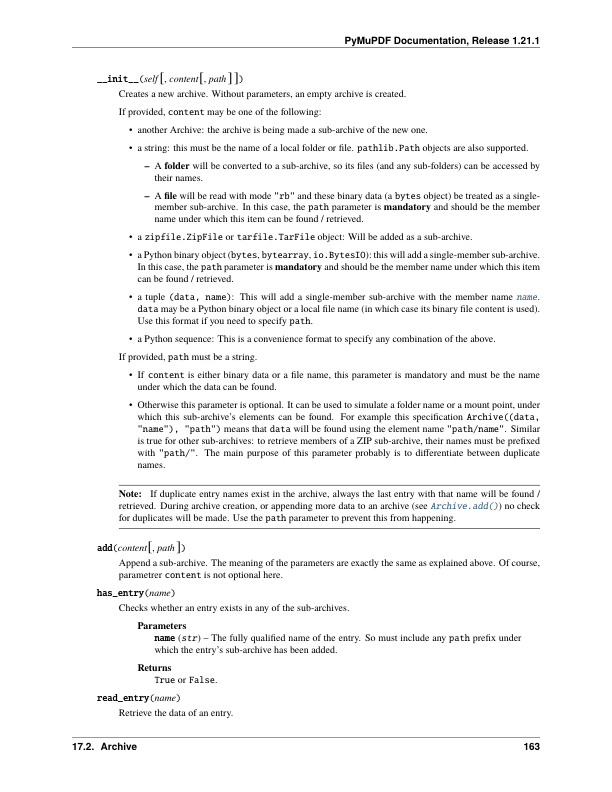 PyMuPDF Documentation, Release 1.21.1
__init__(self[, content[, path]])
Creates a new archive. Without parameters, an empty archive is created.
If provided, content may be one of the following:
• another Archive: the archive is being made a sub-archive of the new one.
• a string: this must be the name of a local folder or file. pathlib.Path objects are also supported.
– A folder will be converted to a sub-archive, so its files (and any sub-folders) can be accessed by
their names.
– A file will be read with mode "rb" and these binary data (a bytes object) be treated as a single-
member sub-archive. In this case, the path parameter is mandatory and should be the member
name under which this item can be found / retrieved.
• a zipfile.ZipFile or tarfile.TarFile object: Will be added as a sub-archive.
• a Python binary object (bytes, bytearray, io.BytesIO): this will add a single-member sub-archive.
In this case, the path parameter is mandatory and should be the member name under which this item
can be found / retrieved.
• a tuple (data, name): This will add a single-member sub-archive with the member name name.
data may be a Python binary object or a local file name (in which case its binary file content is used).
Use this format if you need to specify path.
• a Python sequence: This is a convenience format to specify any combination of the above.
If provided, path must be a string.
• If content is either binary data or a file name, this parameter is mandatory and must be the name
under which the data can be found.
• Otherwise this parameter is optional. It can be used to simulate a folder name or a mount point, under
which this sub-archive's elements can be found. For example this specification Archive((data,
"name"), "path") means that data will be found using the element name "path/name". Similar
is true for other sub-archives: to retrieve members of a ZIP sub-archive, their names must be prefixed
with "path/". The main purpose of this parameter probably is to differentiate between duplicate
names.
Note: If duplicate entry names exist in the archive, always the last entry with that name will be found /
retrieved. During archive creation, or appending more data to an archive (see Archive.add()) no check
for duplicates will be made. Use the path parameter to prevent this from happening.
add(content[, path])
Append a sub-archive. The meaning of the parameters are exactly the same as explained above. Of course,
parametrer content is not optional here.
has_entry(name)
Checks whether an entry exists in any of the sub-archives.
Parameters
name (str) – The fully qualified name of the entry. So must include any path prefix under
which the entry's sub-archive has been added.
Returns
True or False.
read_entry(name)
Retrieve the data of an entry.
17.2. Archive 163